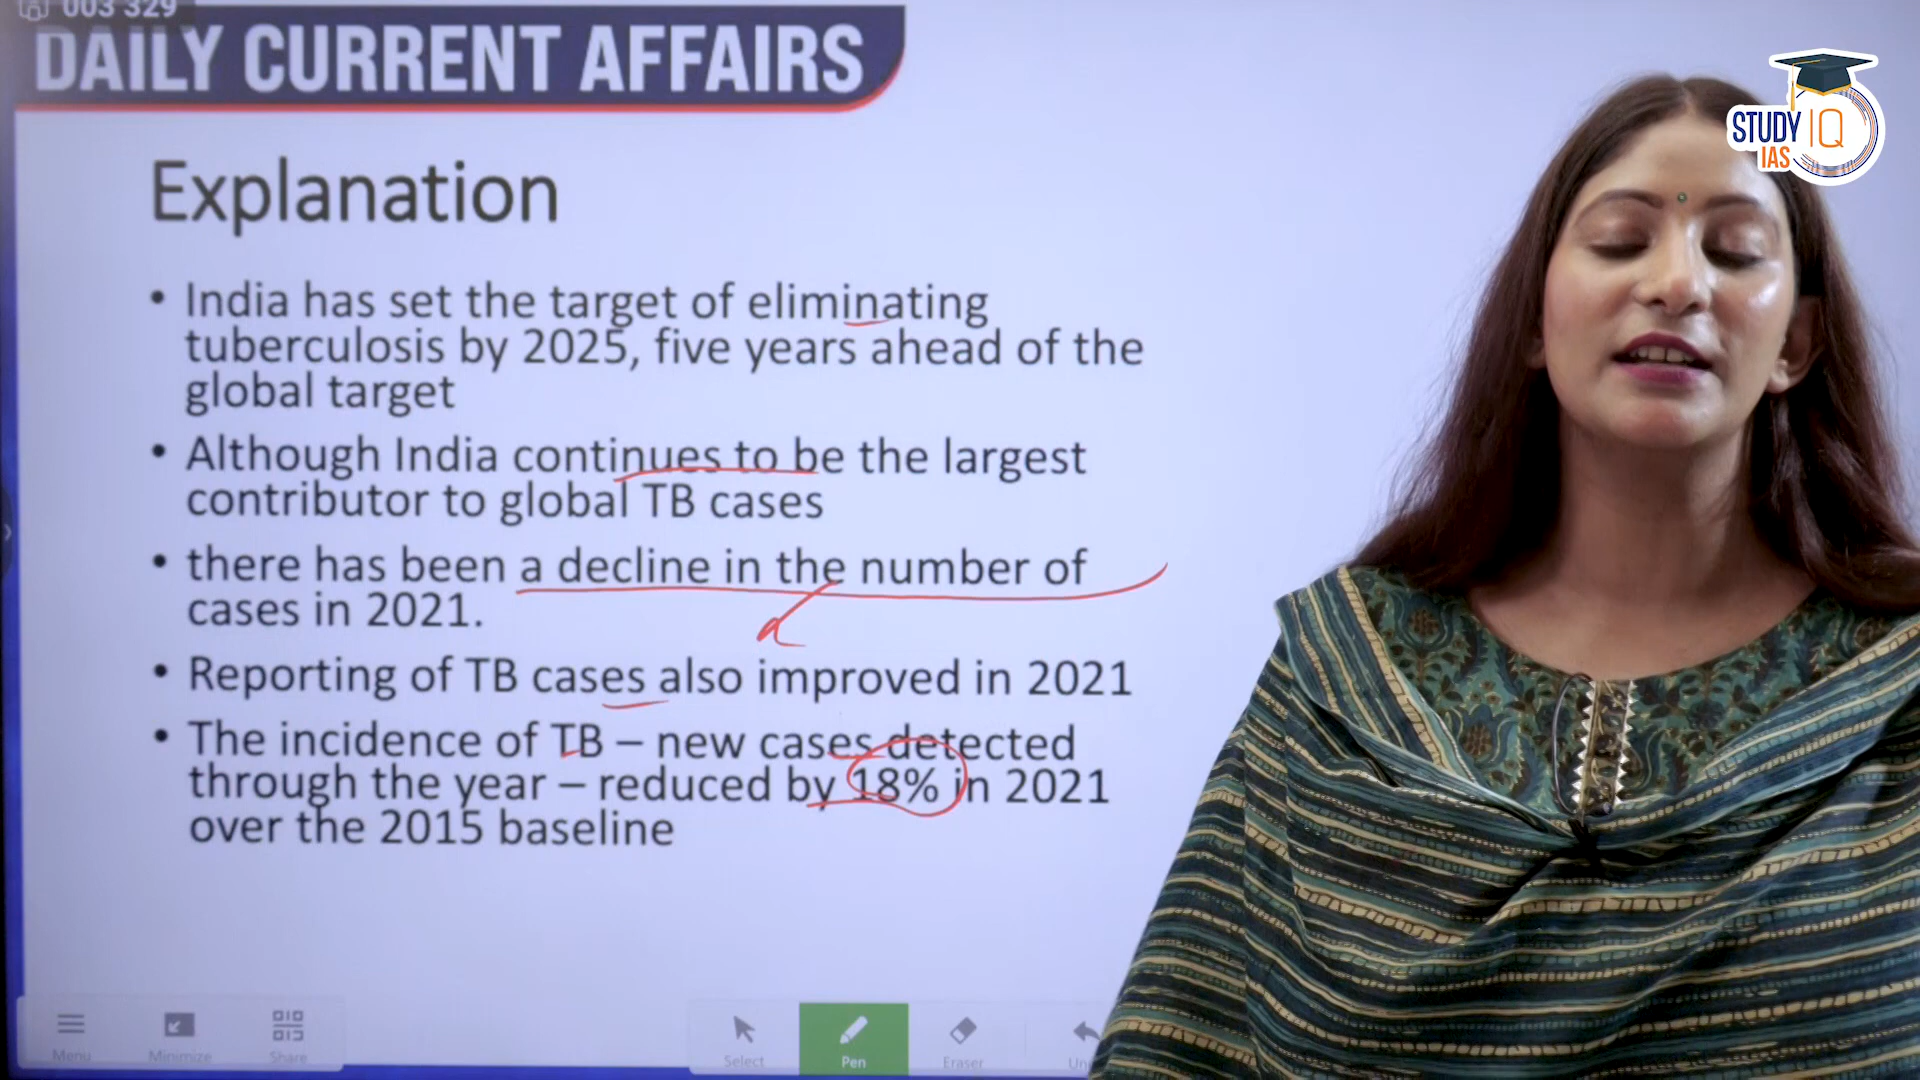 003 329
DAILY CURRENT AFFAIRS
STUDY IQ
IAS
Explanation
• India has set the target of eliminating
tuberculosis by 2025, five years ahead of the
global target
• Although India continues to be the largest
contributor to global TB cases
• there has been a decline in the number of
cases in 2021.
• Reporting of TB cases also improved in 2021
• The incidence of TB – new cases detected
through the year – reduced by 18% in 2021
over the 2015 baseline
Menu Minimize Share Select Pen Eraser